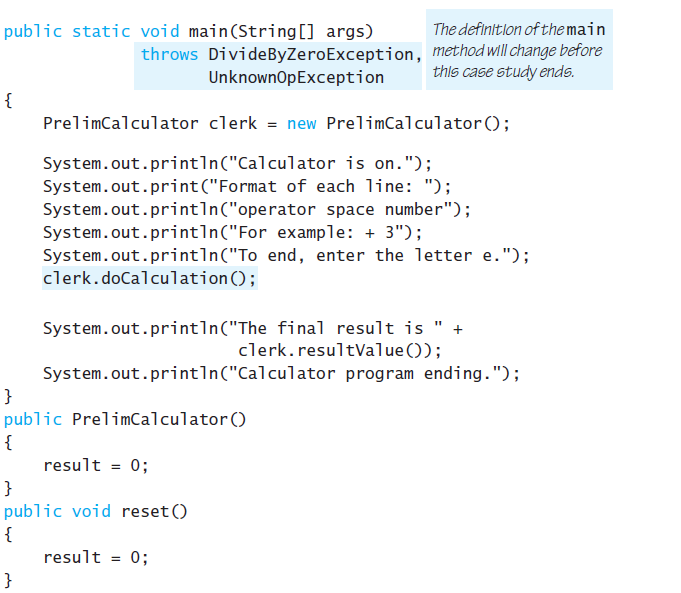 public static void main(String[] args)
throws DivideByZeroException,
UnknownOpException
The definition of the main
method will change before
this case study ends.
{
PrelimCalculator clerk = new PrelimCalculator();
System.out.println("Calculator is on.");
System.out.print("Format of each line: ");
System.out.println("operator space number");
System.out.println("For example: + 3");
System.out.println("To end, enter the letter e.");
clerk.doCalculation();
System.out.println("The final result is " +
clerk.resultValue());
System.out.println("Calculator program ending.");
}
public PrelimCalculator()
{
result = 0;
}
public void reset()
{
result = 0;
}